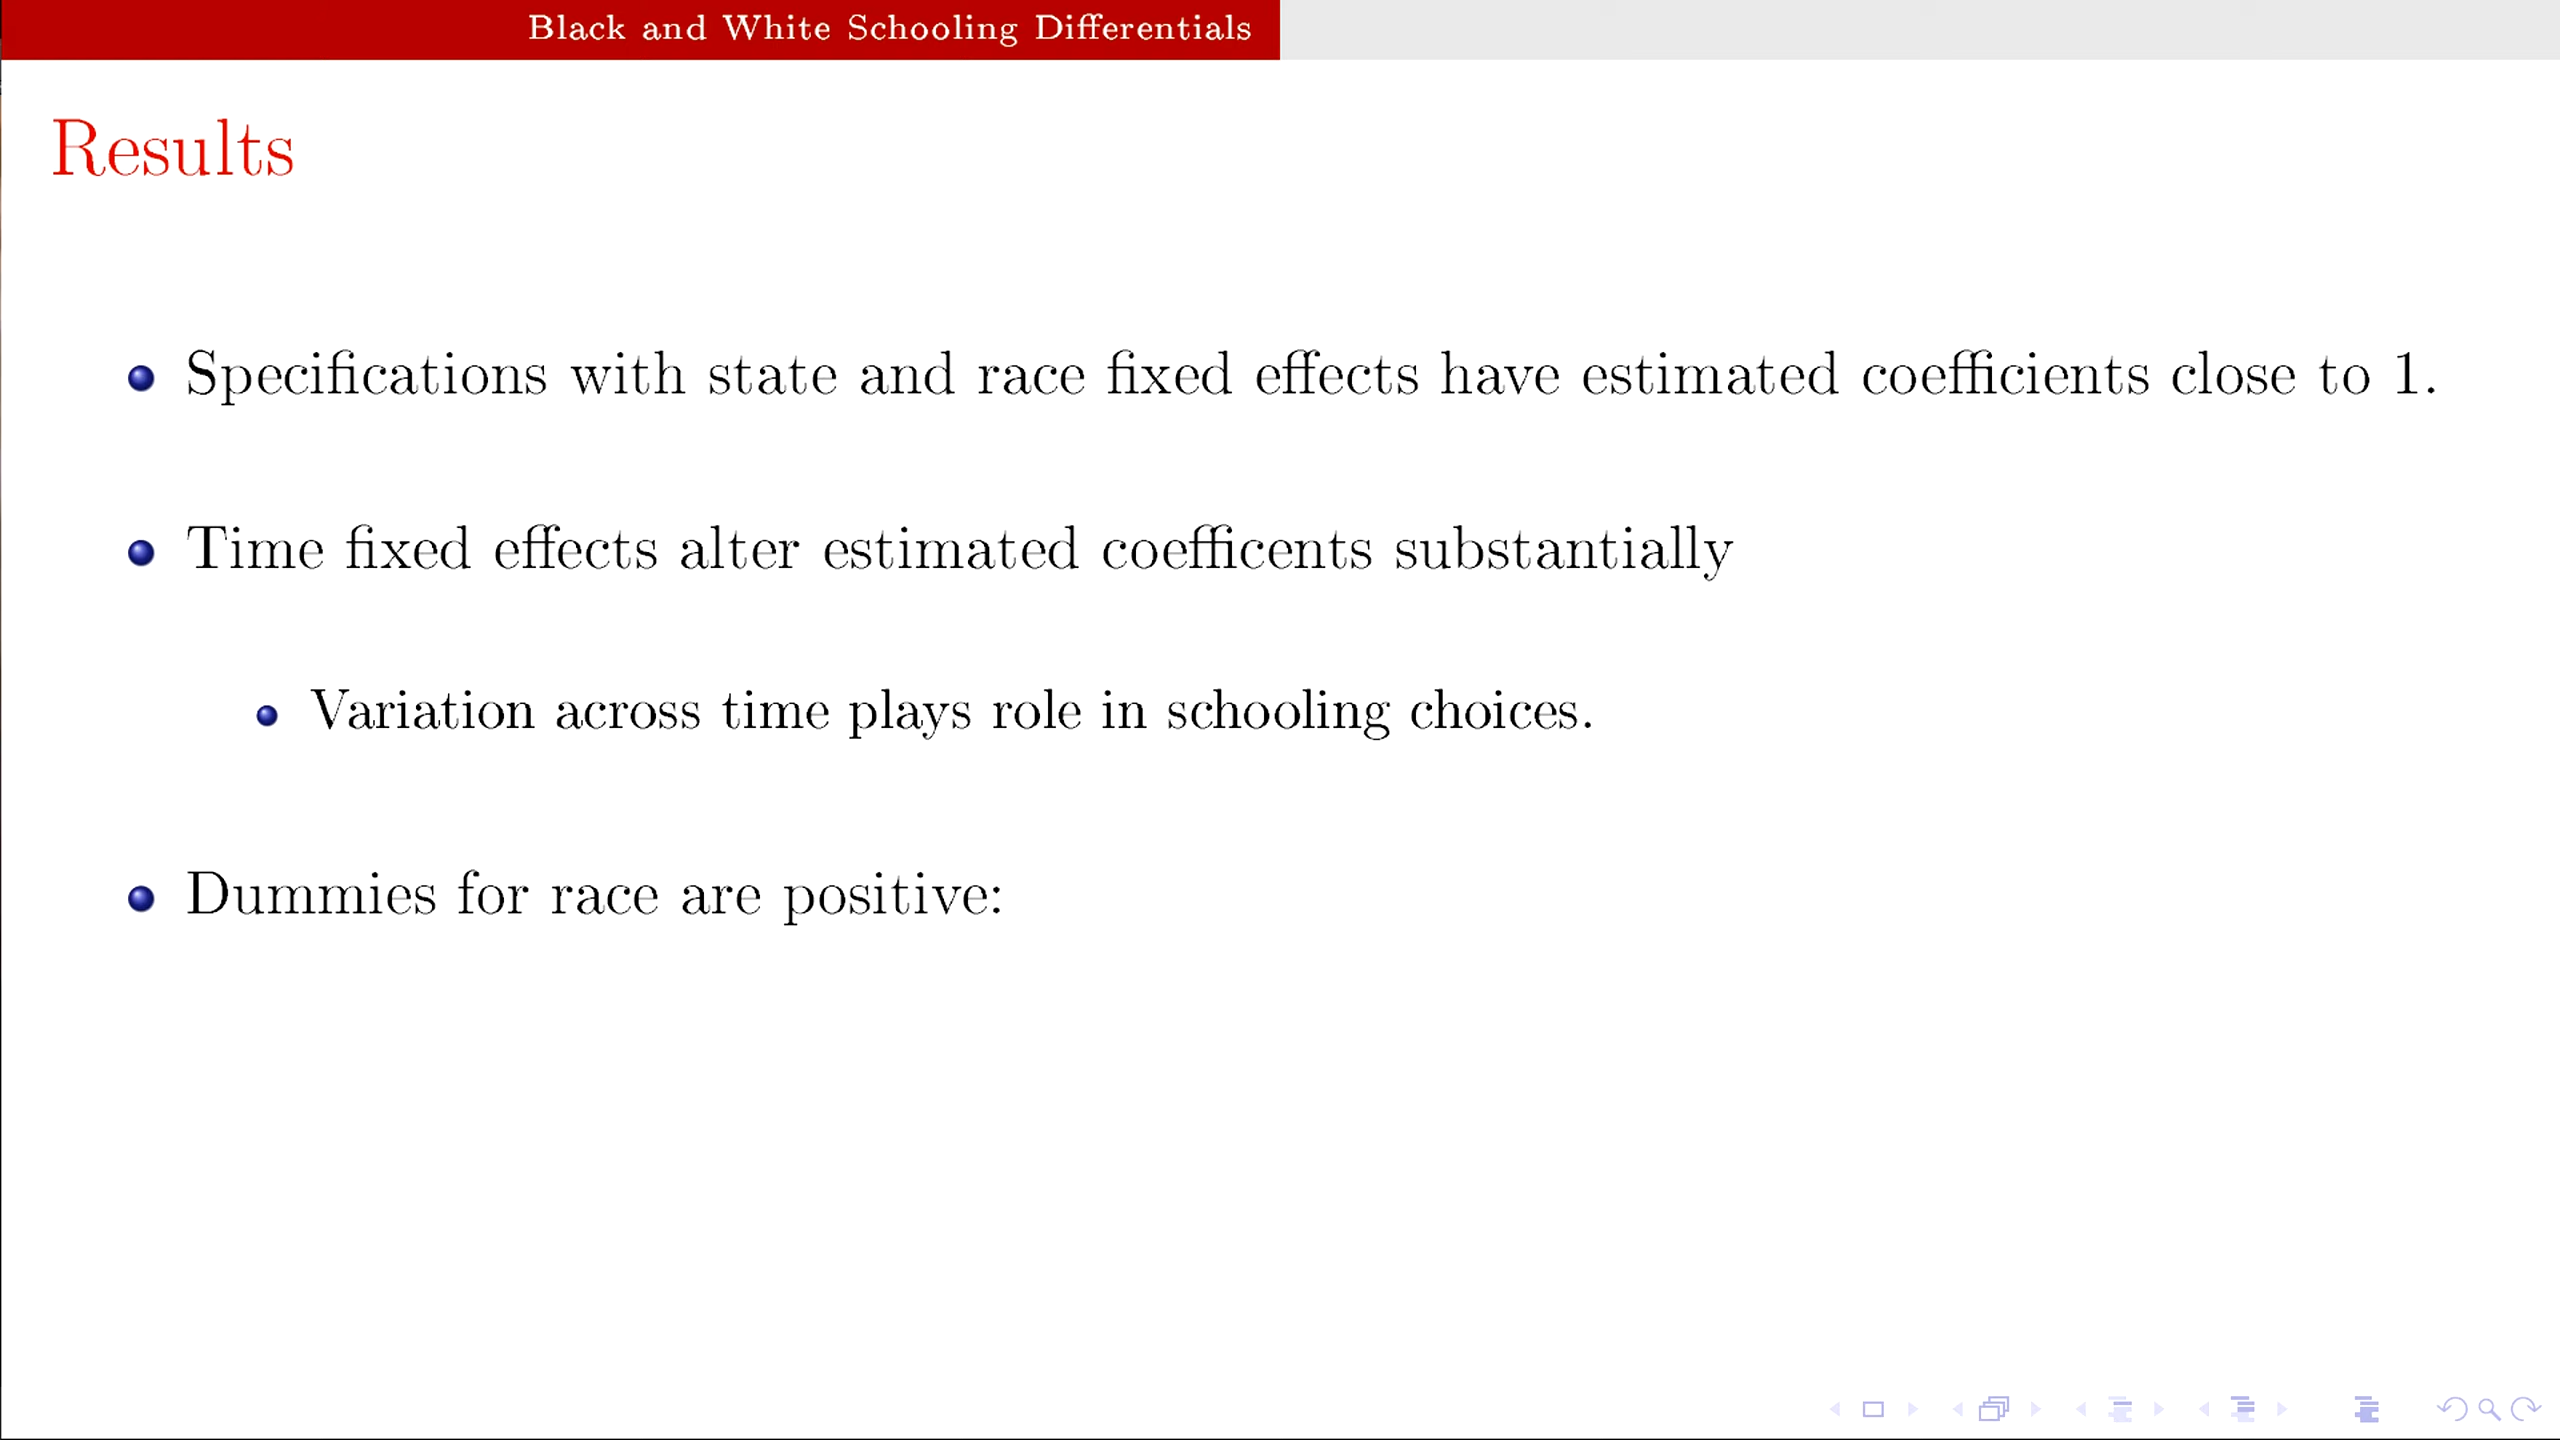 Black and White Schooling Differentials
Results
Specifications with state and race fixed effects have estimated coefficients close to 1.
Time fixed effects alter estimated coefficents substantially
Variation across time plays role in schooling choices.
Dummies for race are positive: